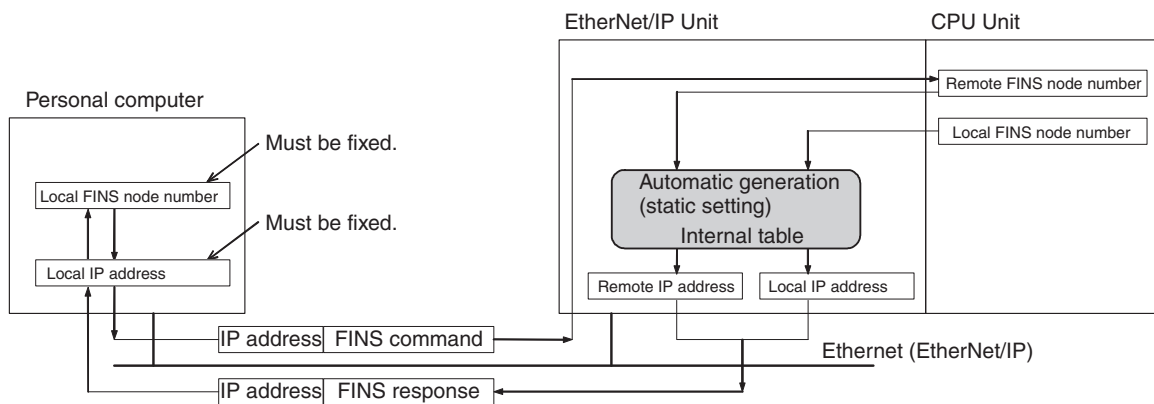 EtherNet/IP Unit
CPU Unit
Personal computer
Remote FINS node number
Must be fixed.
Local FINS node number
Local FINS node number
Automatic generation
(static setting)
Internal table
Must be fixed.
Local IP address
Remote IP address
Local IP address
IP address
FINS command
Ethernet (EtherNet/IP)
IP address
FINS response